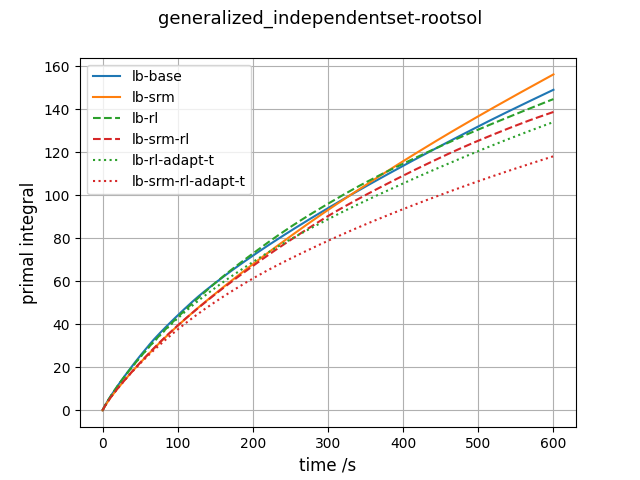 generalized_independentset-rootsol
primal integral
160
140
120
100
80
60
40
20
0
lb-base
lb-srm
lb-rl
lb-srm-rl
lb-rl-adapt-t
lb-srm-rl-adapt-t
0 100 200 300 400 500 600
time /s